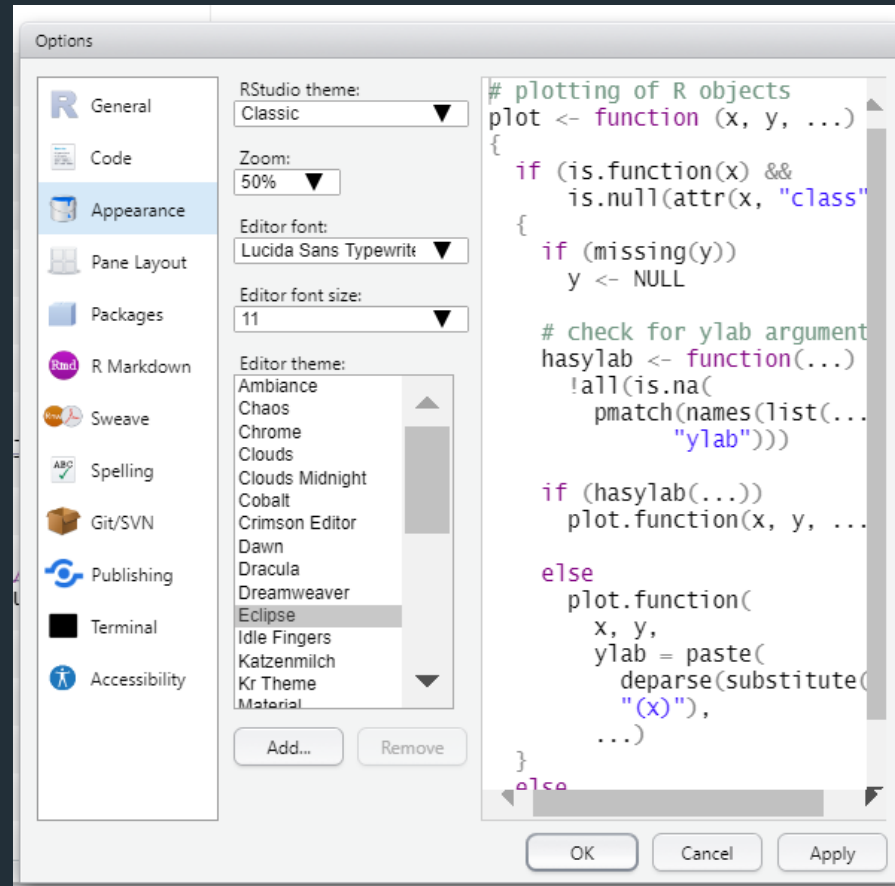 Options
General
Code
Appearance
Pane Layout
Packages
Rmd R Markdown
Sweave
ABC Spelling
Git/SVN
Publishing
Terminal
Accessibility
RStudio theme:
Classic
Zoom:
50%
Editor font:
Lucida Sans Typewrite
Editor font size:
11
Editor theme:
Ambiance
Chaos
Chrome
Clouds
Clouds Midnight
Cobalt
Crimson Editor
Dawn
Dracula
Dreamweaver
Eclipse
Idle Fingers
Katzenmilch
Kr Theme
Material
Add...
Remove
# plotting of R objects
plot <- function (x, y, ...)
{
  if (is.function(x) &&
      is.null(attr(x, "class"
  {
    if (missing(y))
      y <- NULL

    # check for ylab argument
    hasylab <- function(...)
      !all(is.na(
        pmatch(names(list(...
              "ylab")))

    if (hasylab(...))
      plot.function(x, y, ...

    else
      plot.function(
        x, y,
        ylab = paste(
          deparse(substitute(
          "(x)"),
        ...)
  }
  else
OK
Cancel
Apply